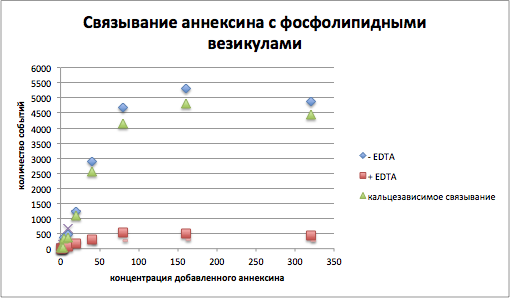 Связывание аннексина с фосфолипидными
везикулами
количество событий
6000
5500
5000
4500
4000
3500
3000
2500
2000
1500
1000
500
0
0 50 100 150 200 250 300 350
концентрация добавленного аннексина
- EDTA
+ EDTA
кальцезависимое связывание